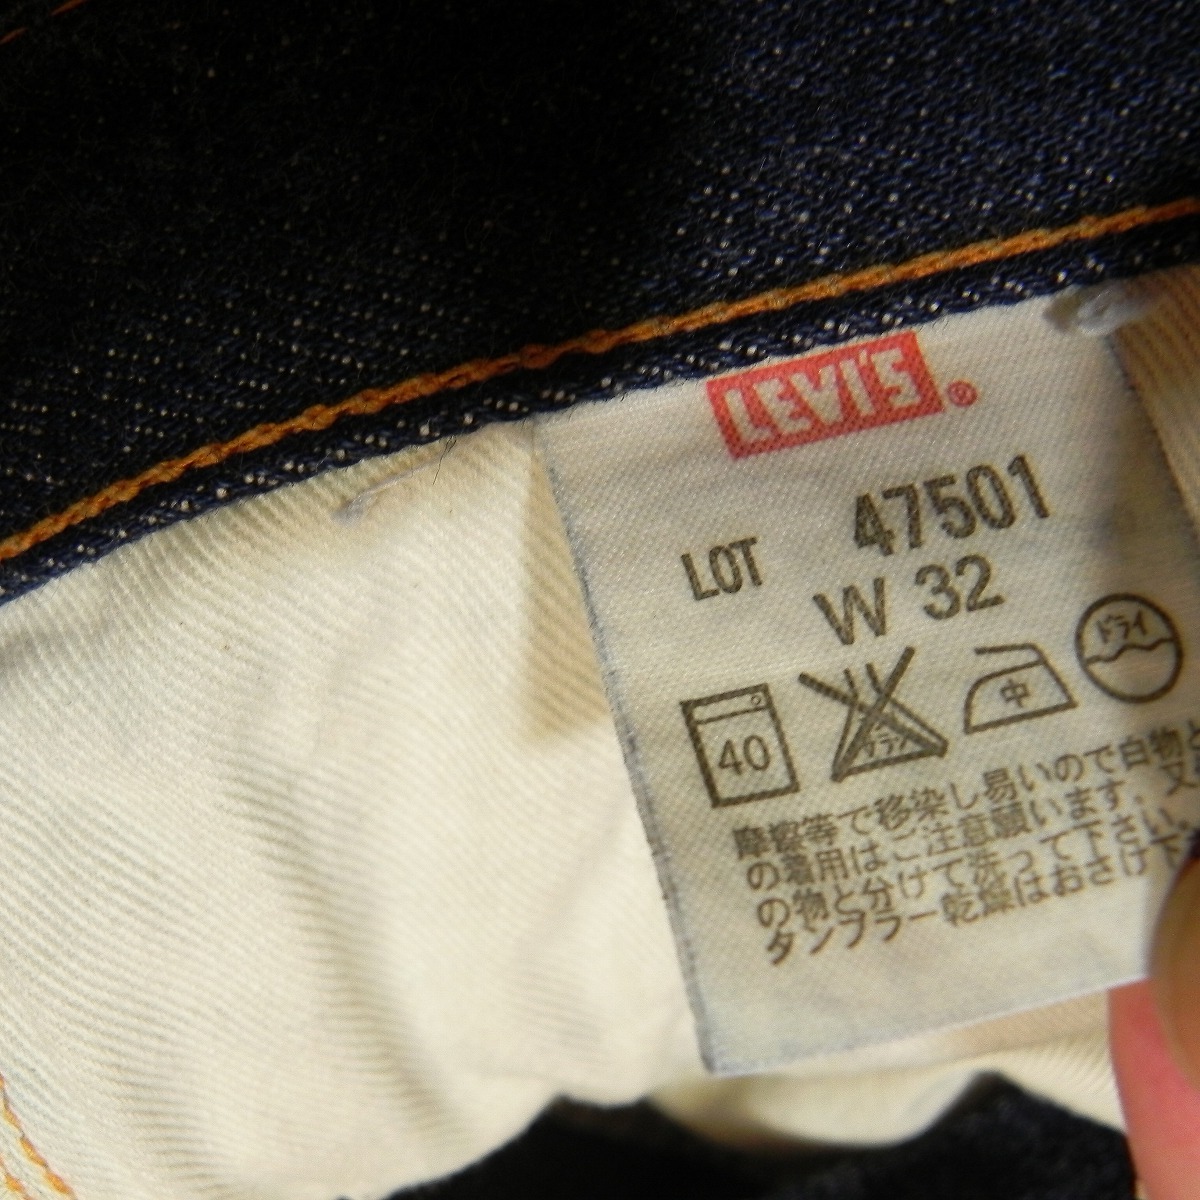 LEVI'S®
LOT 47501
W 32
40 中 ドライ
摩擦等で移染し易いので白物と
の着用はご注意願います。又
の物と分けて洗って下さい。
タンブラー乾燥はおさけ下